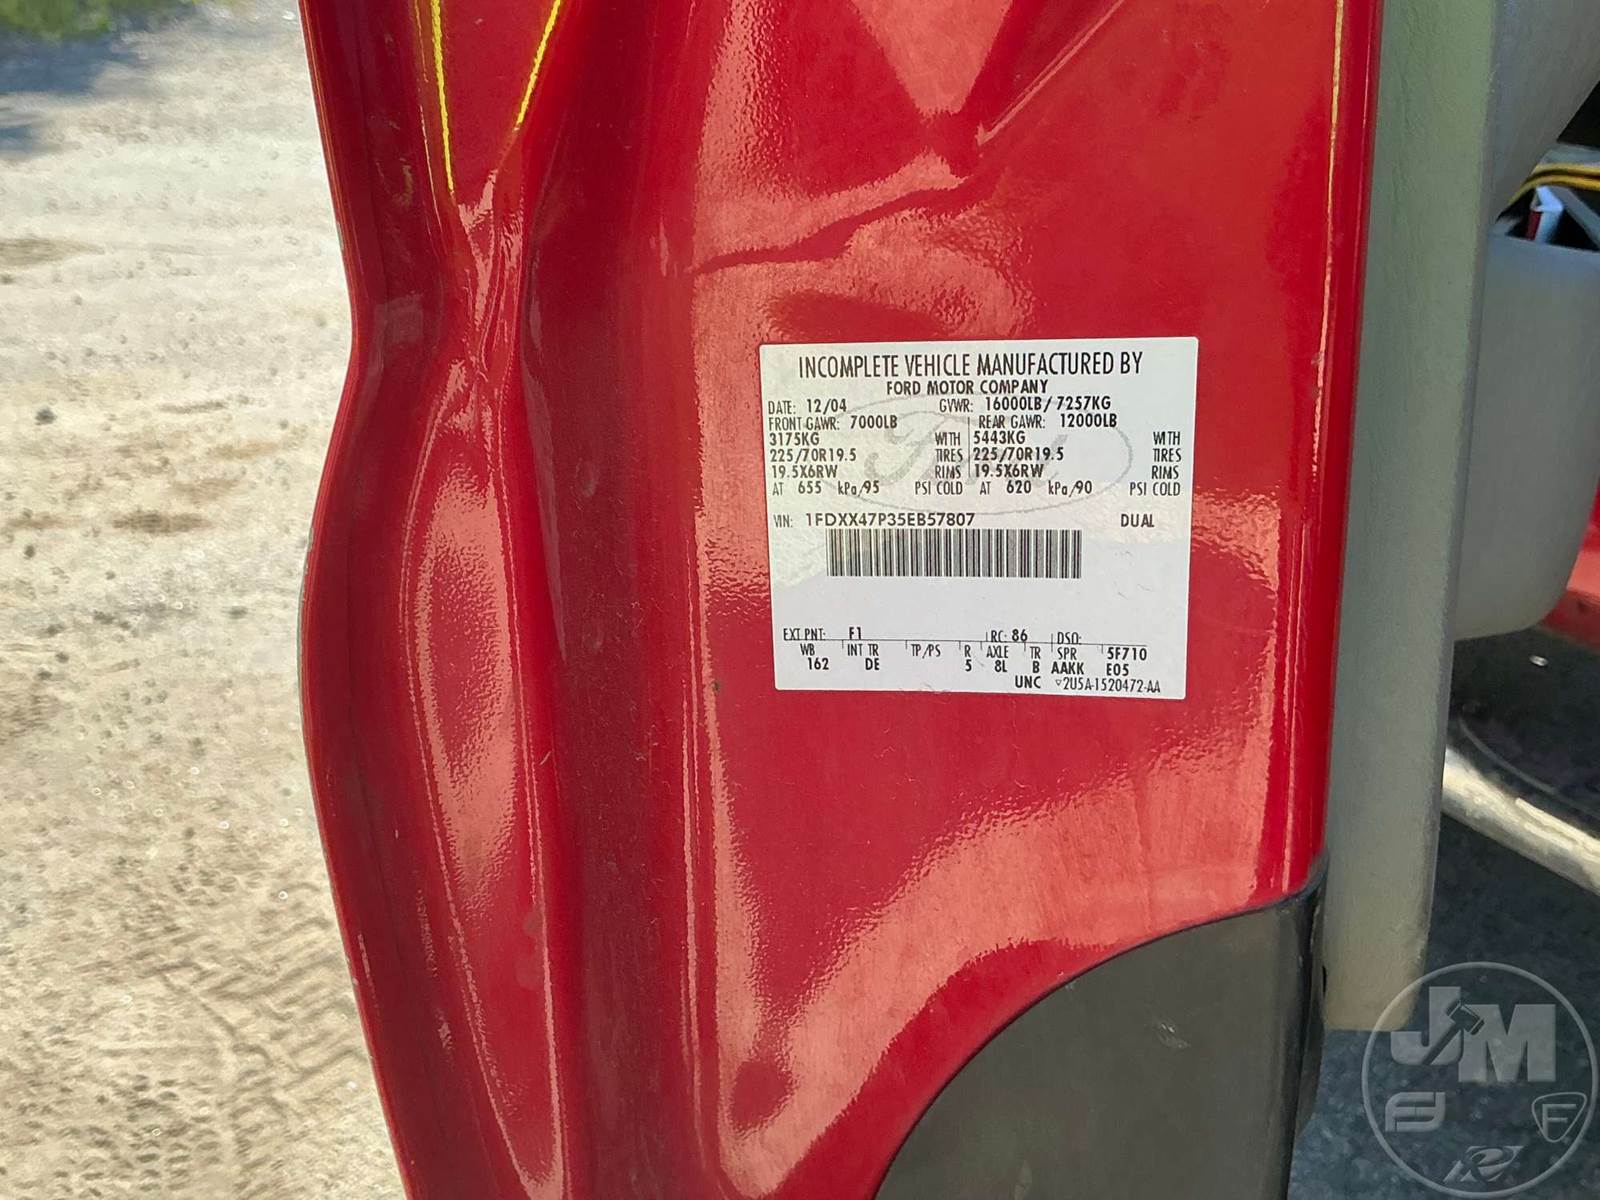 INCOMPLETE VEHICLE MANUFACTURED BY
FORD MOTOR COMPANY
DATE: 12/04 GVWR: 16000LB/ 7257KG
FRONT GAWR: 7000LB REAR GAWR: 12000LB
3175KG WITH 5443KG WITH
225/70R19.5 TIRES 225/70R19.5 TIRES
19.5X6RW RIMS 19.5X6RW RIMS
AT 655 kPa/95 PSI COLD AT 620 kPa/90 PSI COLD
VIN: 1FDXX47P35EB57807 DUAL
EXT PNT: F1 RC: 86 DSO:
WB INT TR TP/PS R AXLE TR SPR 5F710
162 DE 5 8L B AAKK E05
UNC 2U5A-1520472-AA
Ford
JM